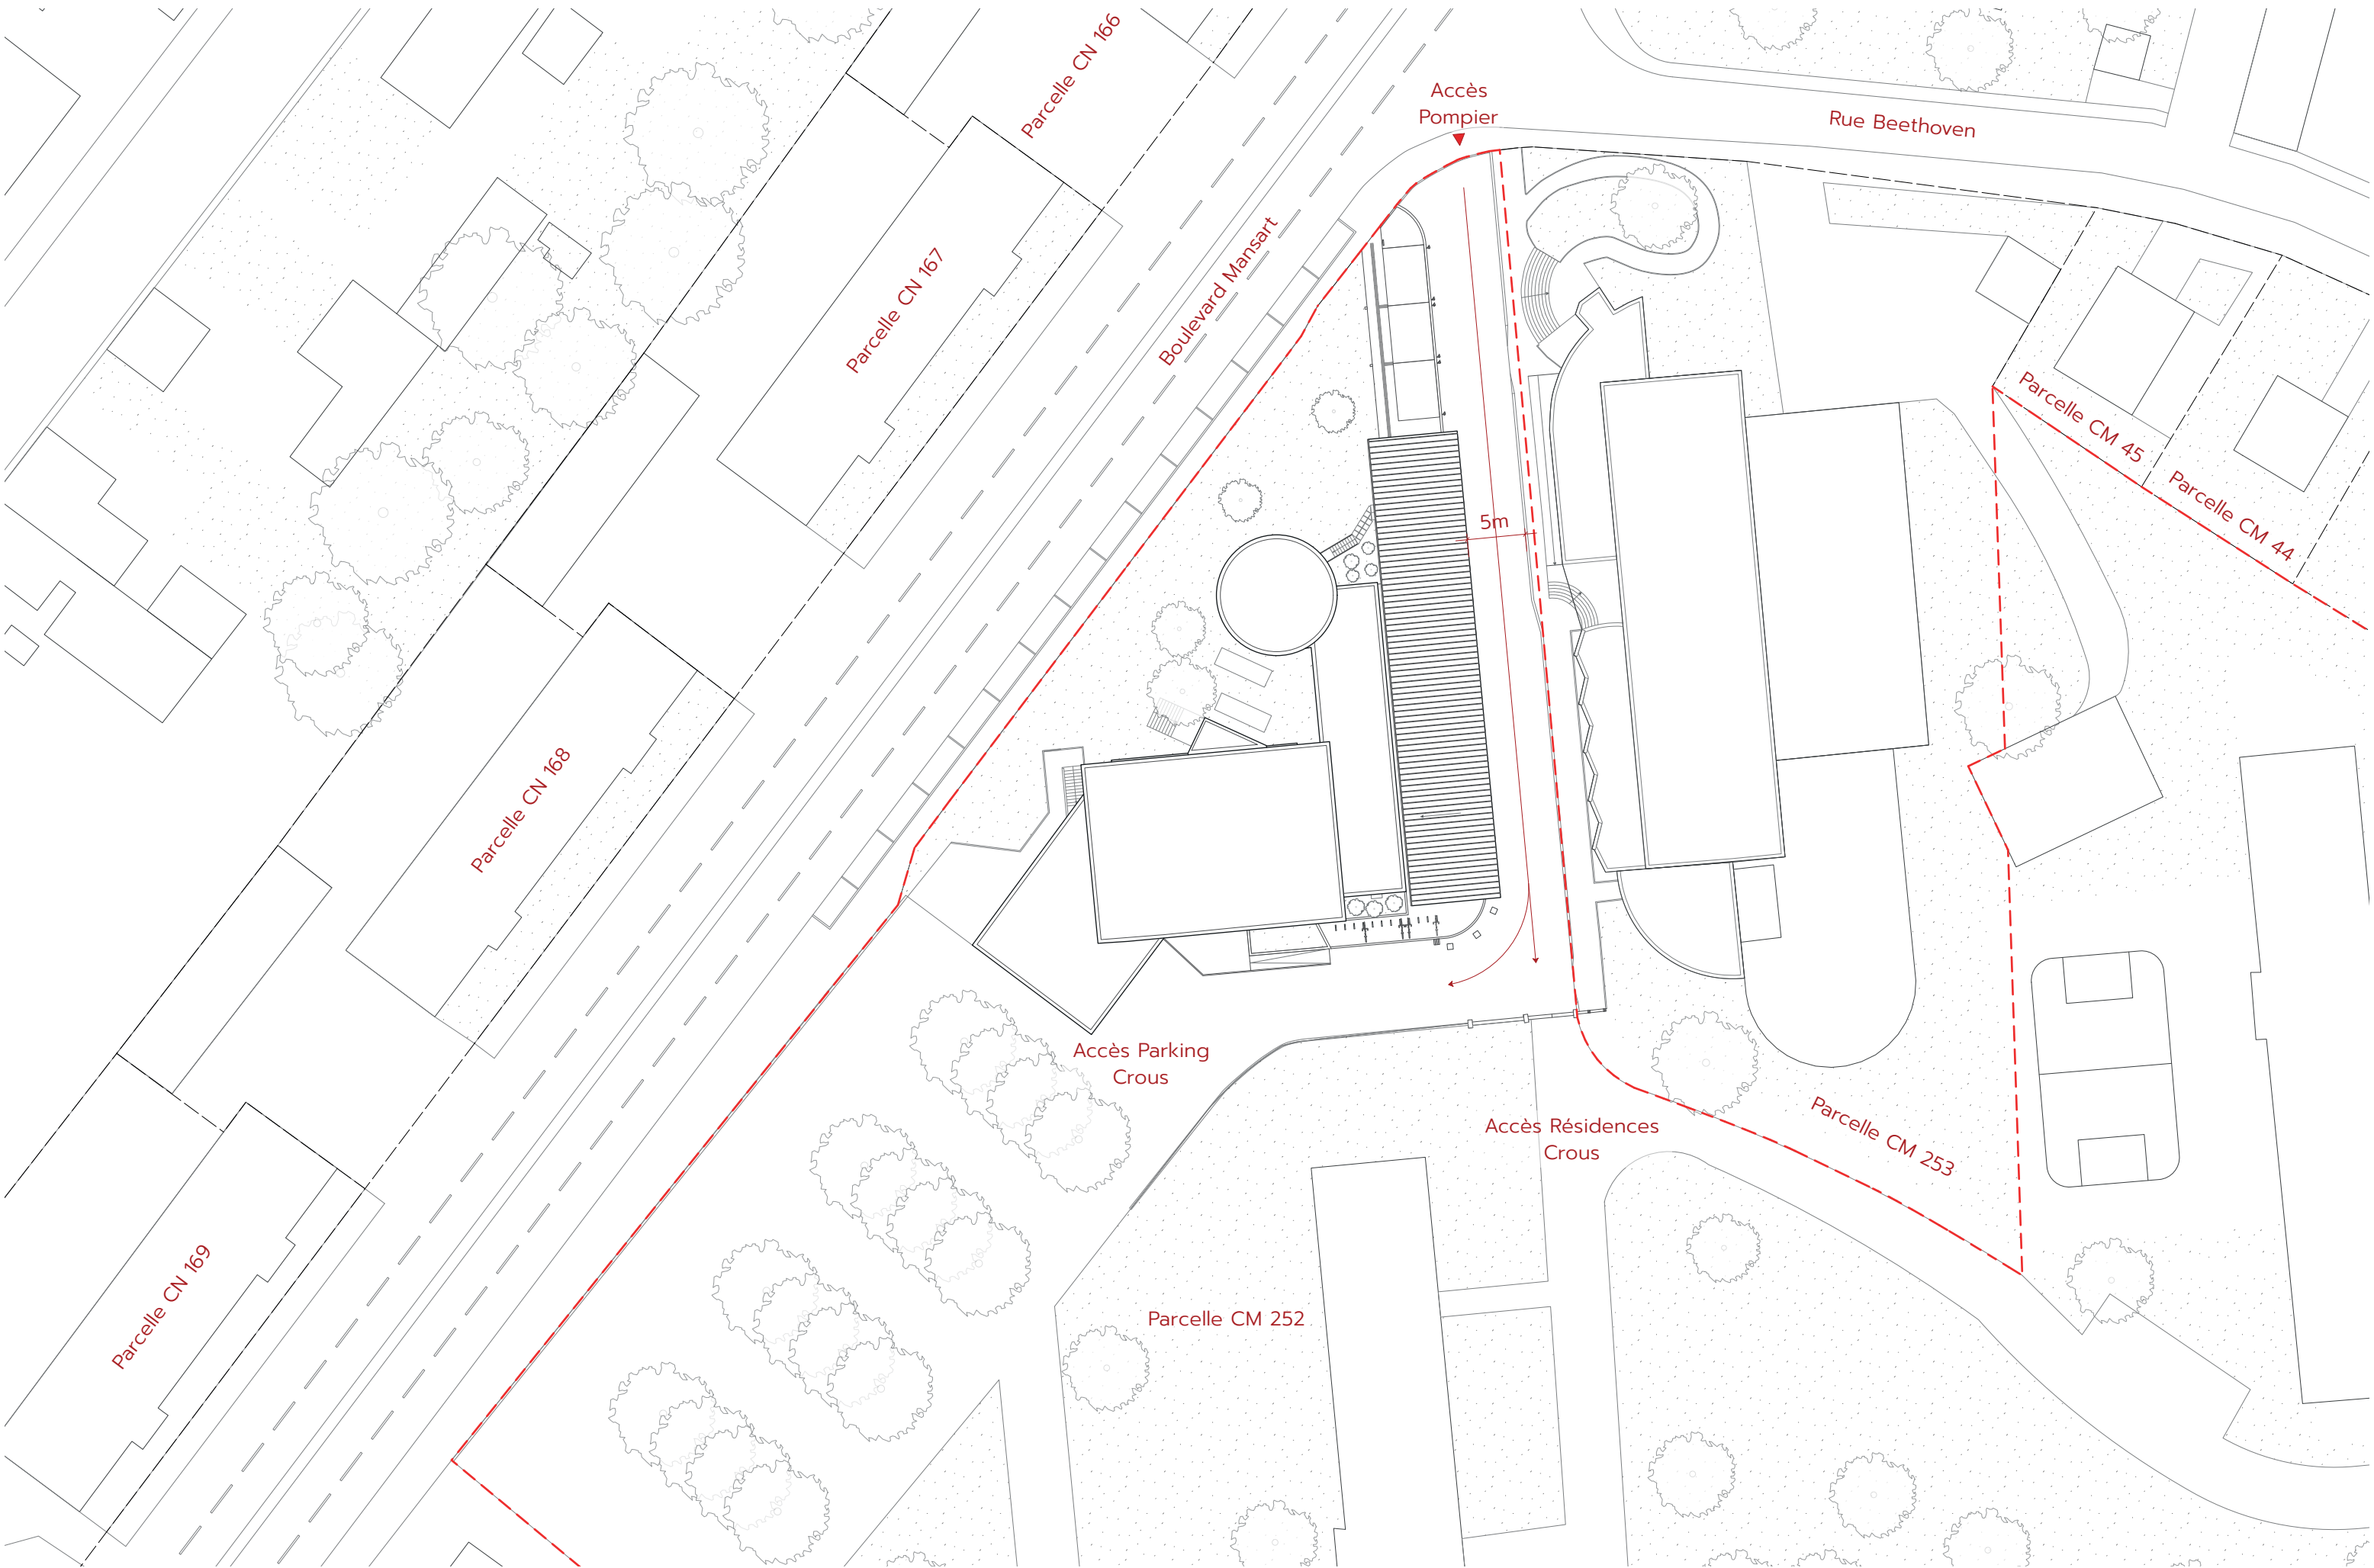 Parcelle CN 166
Accès
Pompier
Rue Beethoven
Parcelle CN 167
Boulevard Mansart
Parcelle CM 45
Parcelle CM 44
5m
Parcelle CN 168
Accès Parking
Crous
Accès Résidences
Crous
Parcelle CM 253
Parcelle CN 169
Parcelle CM 252